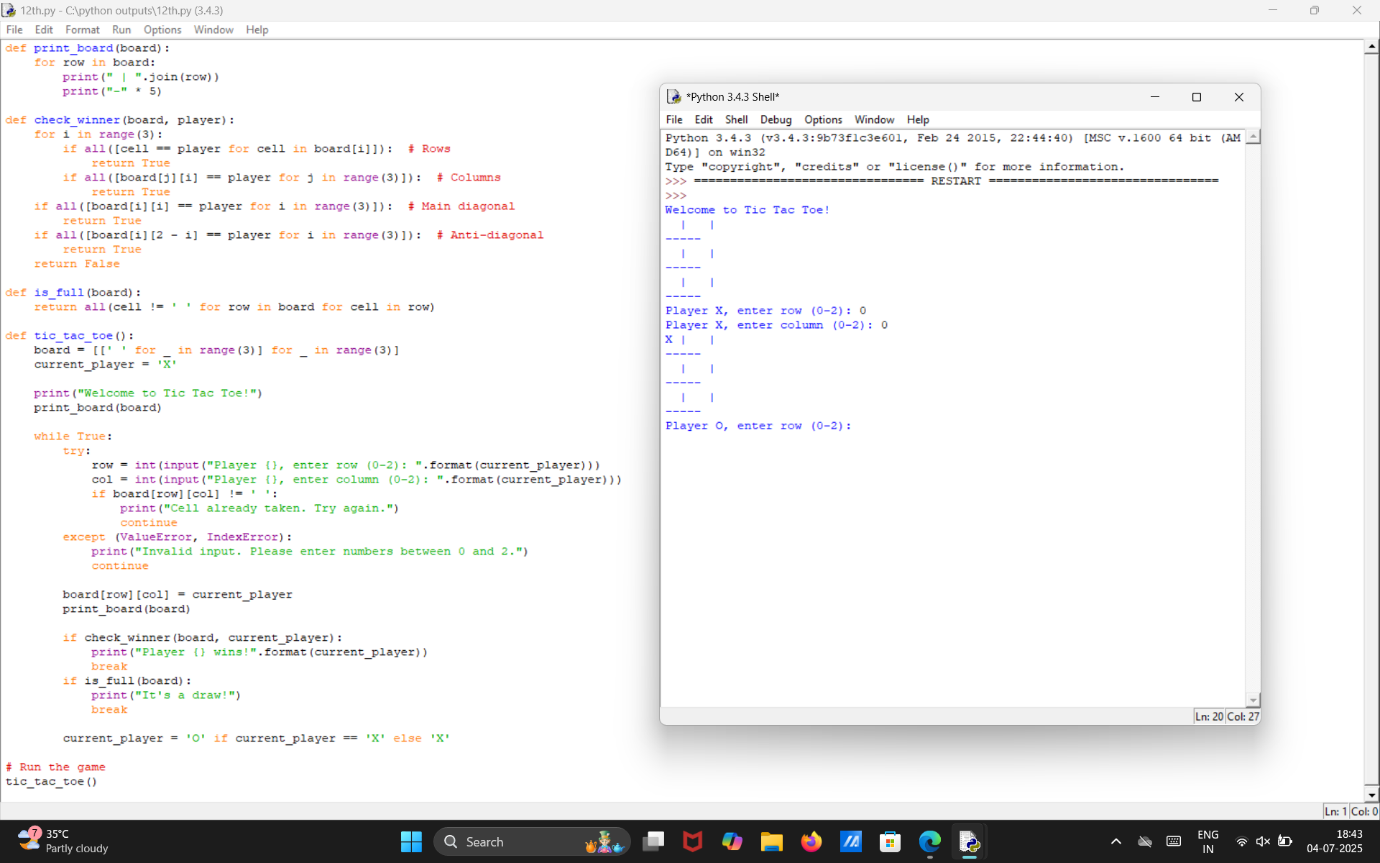 12th.py - C:\python outputs\12th.py (3.4.3)
File Edit Format Run Options Window Help
def print_board(board):
    for row in board:
        print(" | ".join(row))
        print("-" * 5)

def check_winner(board, player):
    for i in range(3):
        if all([cell == player for cell in board[i]]):  # Rows
            return True
        if all([board[j][i] == player for j in range(3)]):  # Columns
            return True
    if all([board[i][i] == player for i in range(3)]):  # Main diagonal
        return True
    if all([board[i][2 - i] == player for i in range(3)]):  # Anti-diagonal
        return True
    return False

def is_full(board):
    return all(cell != ' ' for row in board for cell in row)

def tic_tac_toe():
    board = [[' ' for _ in range(3)] for _ in range(3)]
    current_player = 'X'

    print("Welcome to Tic Tac Toe!")
    print_board(board)

    while True:
        try:
            row = int(input("Player {}, enter row (0-2): ".format(current_player)))
            col = int(input("Player {}, enter column (0-2): ".format(current_player)))
            if board[row][col] != ' ':
                print("Cell already taken. Try again.")
                continue
        except (ValueError, IndexError):
            print("Invalid input. Please enter numbers between 0 and 2.")
            continue

        board[row][col] = current_player
        print_board(board)

        if check_winner(board, current_player):
            print("Player {} wins!".format(current_player))
            break
        if is_full(board):
            print("It's a draw!")
            break

        current_player = 'O' if current_player == 'X' else 'X'

# Run the game
tic_tac_toe()
Ln: 1 Col: 0
*Python 3.4.3 Shell*
File Edit Shell Debug Options Window Help
Python 3.4.3 (v3.4.3:9b73f1c3e601, Feb 24 2015, 22:44:40) [MSC v.1600 64 bit (AM
D64)] on win32
Type "copyright", "credits" or "license()" for more information.
>>> ================================ RESTART ================================
>>>
Welcome to Tic Tac Toe!
  |   |
-----
  |   |
-----
  |   |
-----
Player X, enter row (0-2): 0
Player X, enter column (0-2): 0
X |   |
-----
  |   |
-----
  |   |
-----
Player O, enter row (0-2):
Ln: 20 Col: 27
7
35°C
Partly cloudy
Search
ENG
IN
18:43
04-07-2025